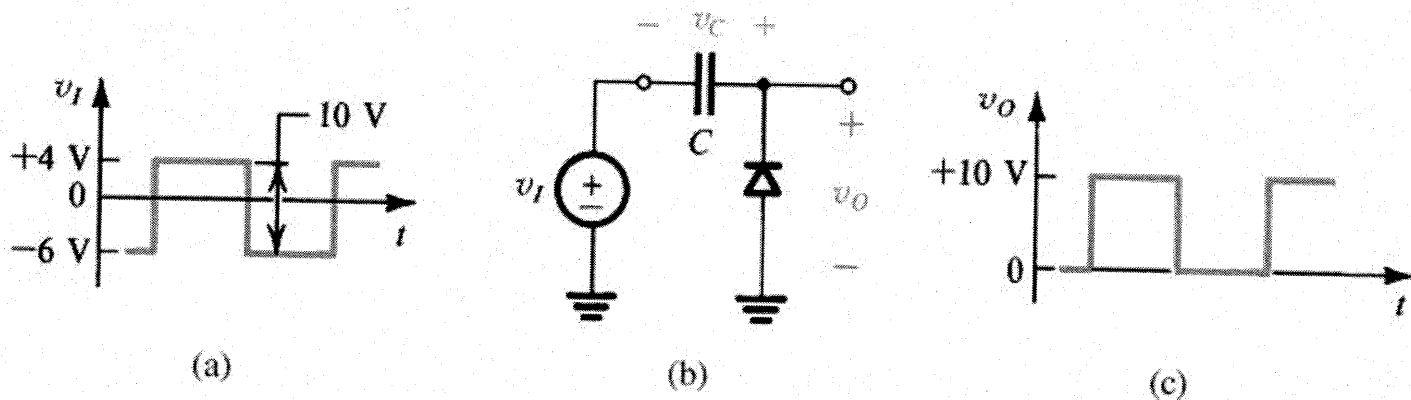 v_I
10 V
+4 V
0
−6 V
t
(a)
− v_C +
C
v_I
+
−
+
v_O
−
(b)
v_O
+10 V
0
t
(c)